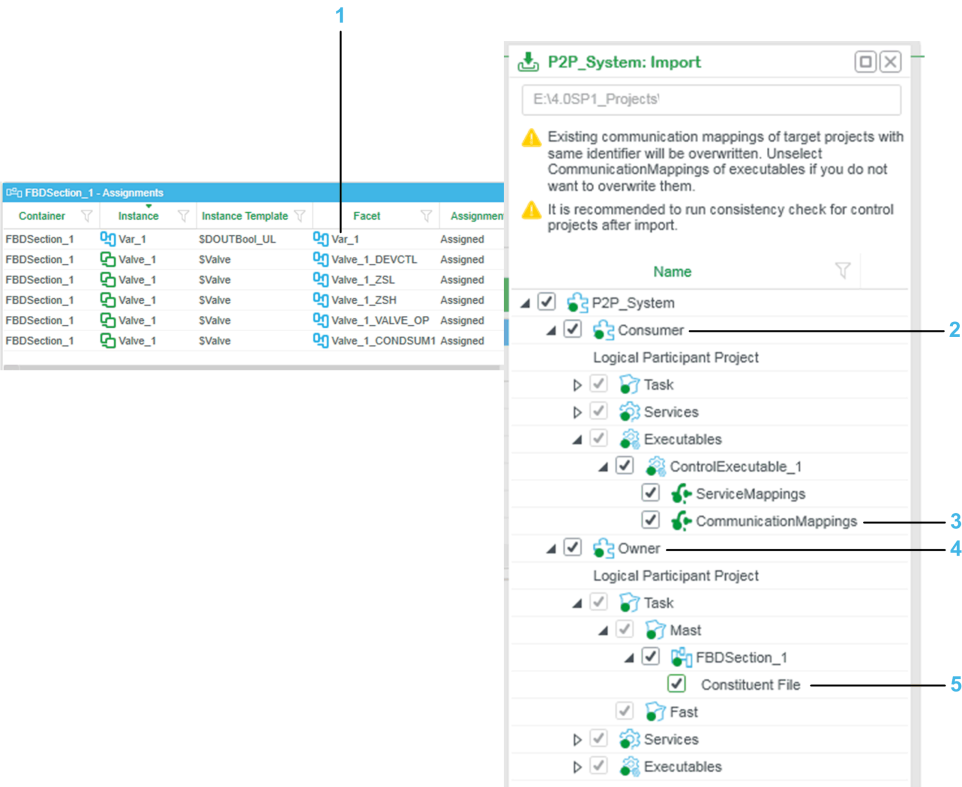 1
FBDSection_1 - Assignments
Container Instance Instance Template Facet Assignmen
FBDSection_1 Var_1 $DOUTBool_UL Var_1 Assigned
FBDSection_1 Valve_1 $Valve Valve_1_DEVCTL Assigned
FBDSection_1 Valve_1 $Valve Valve_1_ZSL Assigned
FBDSection_1 Valve_1 $Valve Valve_1_ZSH Assigned
FBDSection_1 Valve_1 $Valve Valve_1_VALVE_OP Assigned
FBDSection_1 Valve_1 $Valve Valve_1_CONDSUM1 Assigned
P2P_System: Import
E:\4.0SP1_Projects\
Existing communication mappings of target projects with
same identifier will be overwritten. Unselect
CommunicationMappings of executables if you do not
want to overwrite them.
It is recommended to run consistency check for control
projects after import.
Name
P2P_System
Consumer 2
Logical Participant Project
Task
Services
Executables
ControlExecutable_1
ServiceMappings
CommunicationMappings 3
Owner 4
Logical Participant Project
Task
Mast
FBDSection_1
Constituent File 5
Fast
Services
Executables